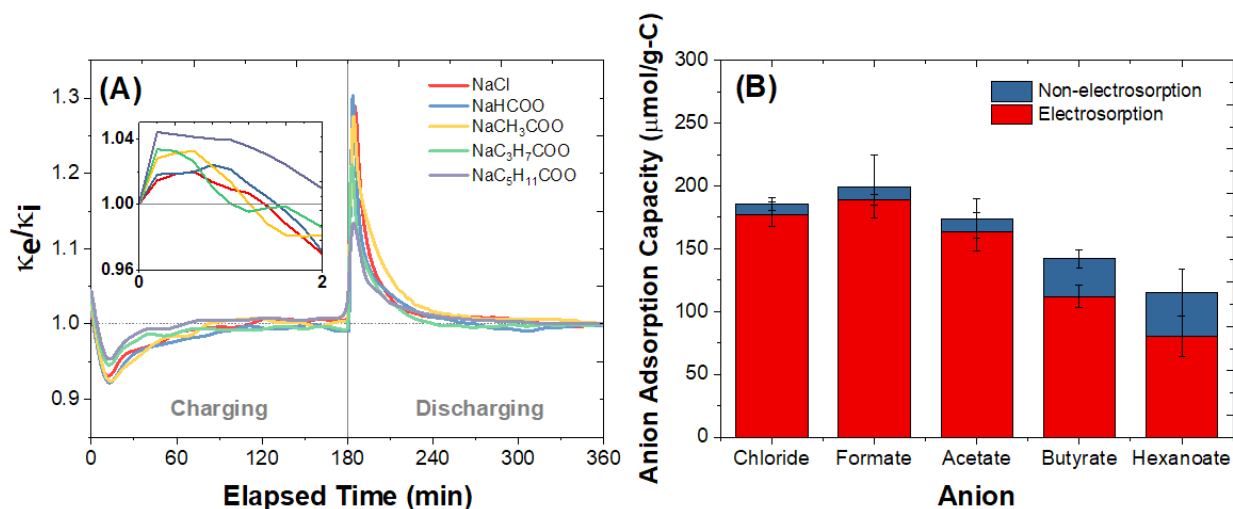 (A)
NaCl
NaHCOO
NaCH₃COO
NaC₃H₇COO
NaC₅H₁₁COO
1.3
1.2
1.1
1.0
0.9
κe/κi
1.04
1.00
0.96
0
2
Charging
Discharging
0 60 120 180 240 300 360
Elapsed Time (min)
(B)
Non-electrosorption
Electrosorption
Anion Adsorption Capacity (μmol/g-C)
300
250
200
150
100
50
0
Chloride Formate Acetate Butyrate Hexanoate
Anion